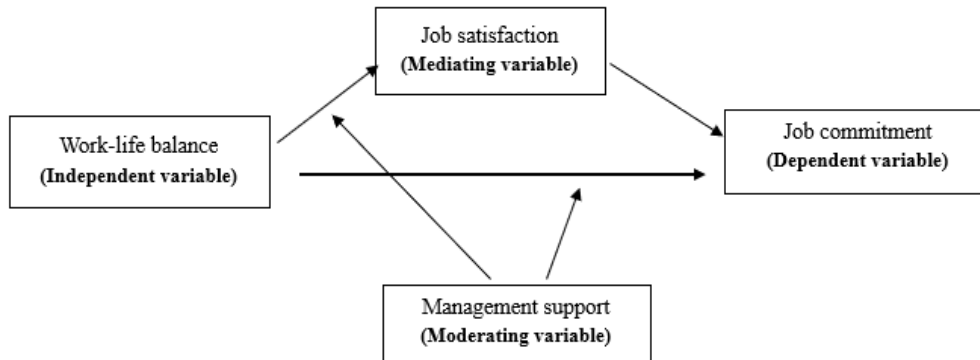 Job satisfaction
(Mediating variable)
Work-life balance
(Independent variable)
Job commitment
(Dependent variable)
Management support
(Moderating variable)